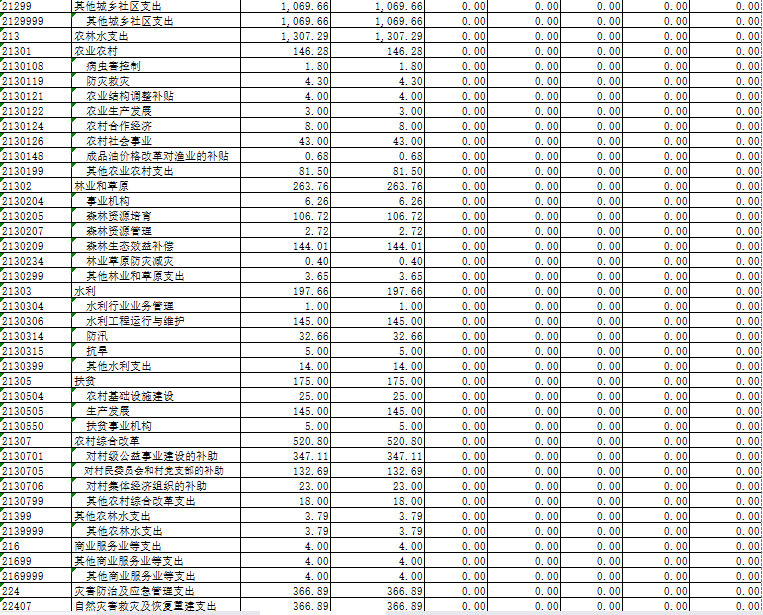 21299 其他城乡社区支出 1,069.66 1,069.66 0.00 0.00 0.00 0.00 0.00
2129999 其他城乡社区支出 1,069.66 1,069.66 0.00 0.00 0.00 0.00 0.00
213 农林水支出 1,307.29 1,307.29 0.00 0.00 0.00 0.00 0.00
21301 农业农村 146.28 146.28 0.00 0.00 0.00 0.00 0.00
2130108 病虫害控制 1.80 1.80 0.00 0.00 0.00 0.00 0.00
2130119 防灾救灾 4.30 4.30 0.00 0.00 0.00 0.00 0.00
2130121 农业结构调整补贴 4.00 4.00 0.00 0.00 0.00 0.00 0.00
2130122 农业生产发展 3.00 3.00 0.00 0.00 0.00 0.00 0.00
2130124 农村合作经济 8.00 8.00 0.00 0.00 0.00 0.00 0.00
2130126 农村社会事业 43.00 43.00 0.00 0.00 0.00 0.00 0.00
2130148 成品油价格改革对渔业的补贴 0.68 0.68 0.00 0.00 0.00 0.00 0.00
2130199 其他农业农村支出 81.50 81.50 0.00 0.00 0.00 0.00 0.00
21302 林业和草原 263.76 263.76 0.00 0.00 0.00 0.00 0.00
2130204 事业机构 6.26 6.26 0.00 0.00 0.00 0.00 0.00
2130205 森林资源培育 106.72 106.72 0.00 0.00 0.00 0.00 0.00
2130207 森林资源管理 2.72 2.72 0.00 0.00 0.00 0.00 0.00
2130209 森林生态效益补偿 144.01 144.01 0.00 0.00 0.00 0.00 0.00
2130234 林业草原防灾减灾 0.40 0.40 0.00 0.00 0.00 0.00 0.00
2130299 其他林业和草原支出 3.65 3.65 0.00 0.00 0.00 0.00 0.00
21303 水利 197.66 197.66 0.00 0.00 0.00 0.00 0.00
2130304 水利行业业务管理 1.00 1.00 0.00 0.00 0.00 0.00 0.00
2130306 水利工程运行与维护 145.00 145.00 0.00 0.00 0.00 0.00 0.00
2130314 防汛 32.66 32.66 0.00 0.00 0.00 0.00 0.00
2130315 抗旱 5.00 5.00 0.00 0.00 0.00 0.00 0.00
2130399 其他水利支出 14.00 14.00 0.00 0.00 0.00 0.00 0.00
21305 扶贫 175.00 175.00 0.00 0.00 0.00 0.00 0.00
2130504 农村基础设施建设 25.00 25.00 0.00 0.00 0.00 0.00 0.00
2130505 生产发展 145.00 145.00 0.00 0.00 0.00 0.00 0.00
2130550 扶贫事业机构 5.00 5.00 0.00 0.00 0.00 0.00 0.00
21307 农村综合改革 520.80 520.80 0.00 0.00 0.00 0.00 0.00
2130701 对村级公益事业建设的补助 347.11 347.11 0.00 0.00 0.00 0.00 0.00
2130705 对村民委员会和村党支部的补助 132.69 132.69 0.00 0.00 0.00 0.00 0.00
2130706 对村集体经济组织的补助 23.00 23.00 0.00 0.00 0.00 0.00 0.00
2130799 其他农村综合改革支出 18.00 18.00 0.00 0.00 0.00 0.00 0.00
21399 其他农林水支出 3.79 3.79 0.00 0.00 0.00 0.00 0.00
2139999 其他农林水支出 3.79 3.79 0.00 0.00 0.00 0.00 0.00
216 商业服务业等支出 4.00 4.00 0.00 0.00 0.00 0.00 0.00
21699 其他商业服务业等支出 4.00 4.00 0.00 0.00 0.00 0.00 0.00
2169999 其他商业服务业等支出 4.00 4.00 0.00 0.00 0.00 0.00 0.00
224 灾害防治及应急管理支出 366.89 366.89 0.00 0.00 0.00 0.00 0.00
22407 自然灾害救灾及恢复重建支出 366.89 366.89 0.00 0.00 0.00 0.00 0.00